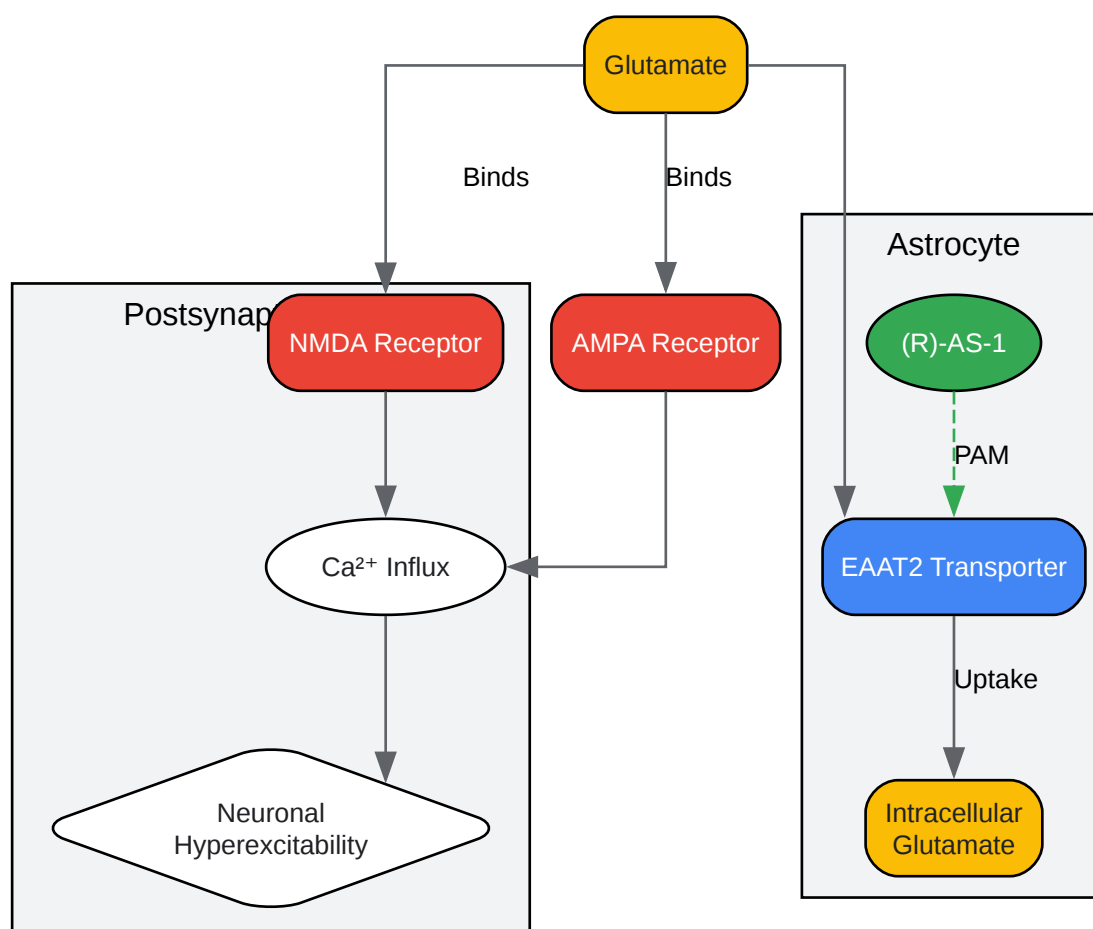 Glutamate
Binds
Binds
Astrocyte
Postsynap
NMDA Receptor
AMPA Receptor
(R)-AS-1
PAM
Ca²⁺ Influx
EAAT2 Transporter
Uptake
Neuronal
Hyperexcitability
Intracellular
Glutamate